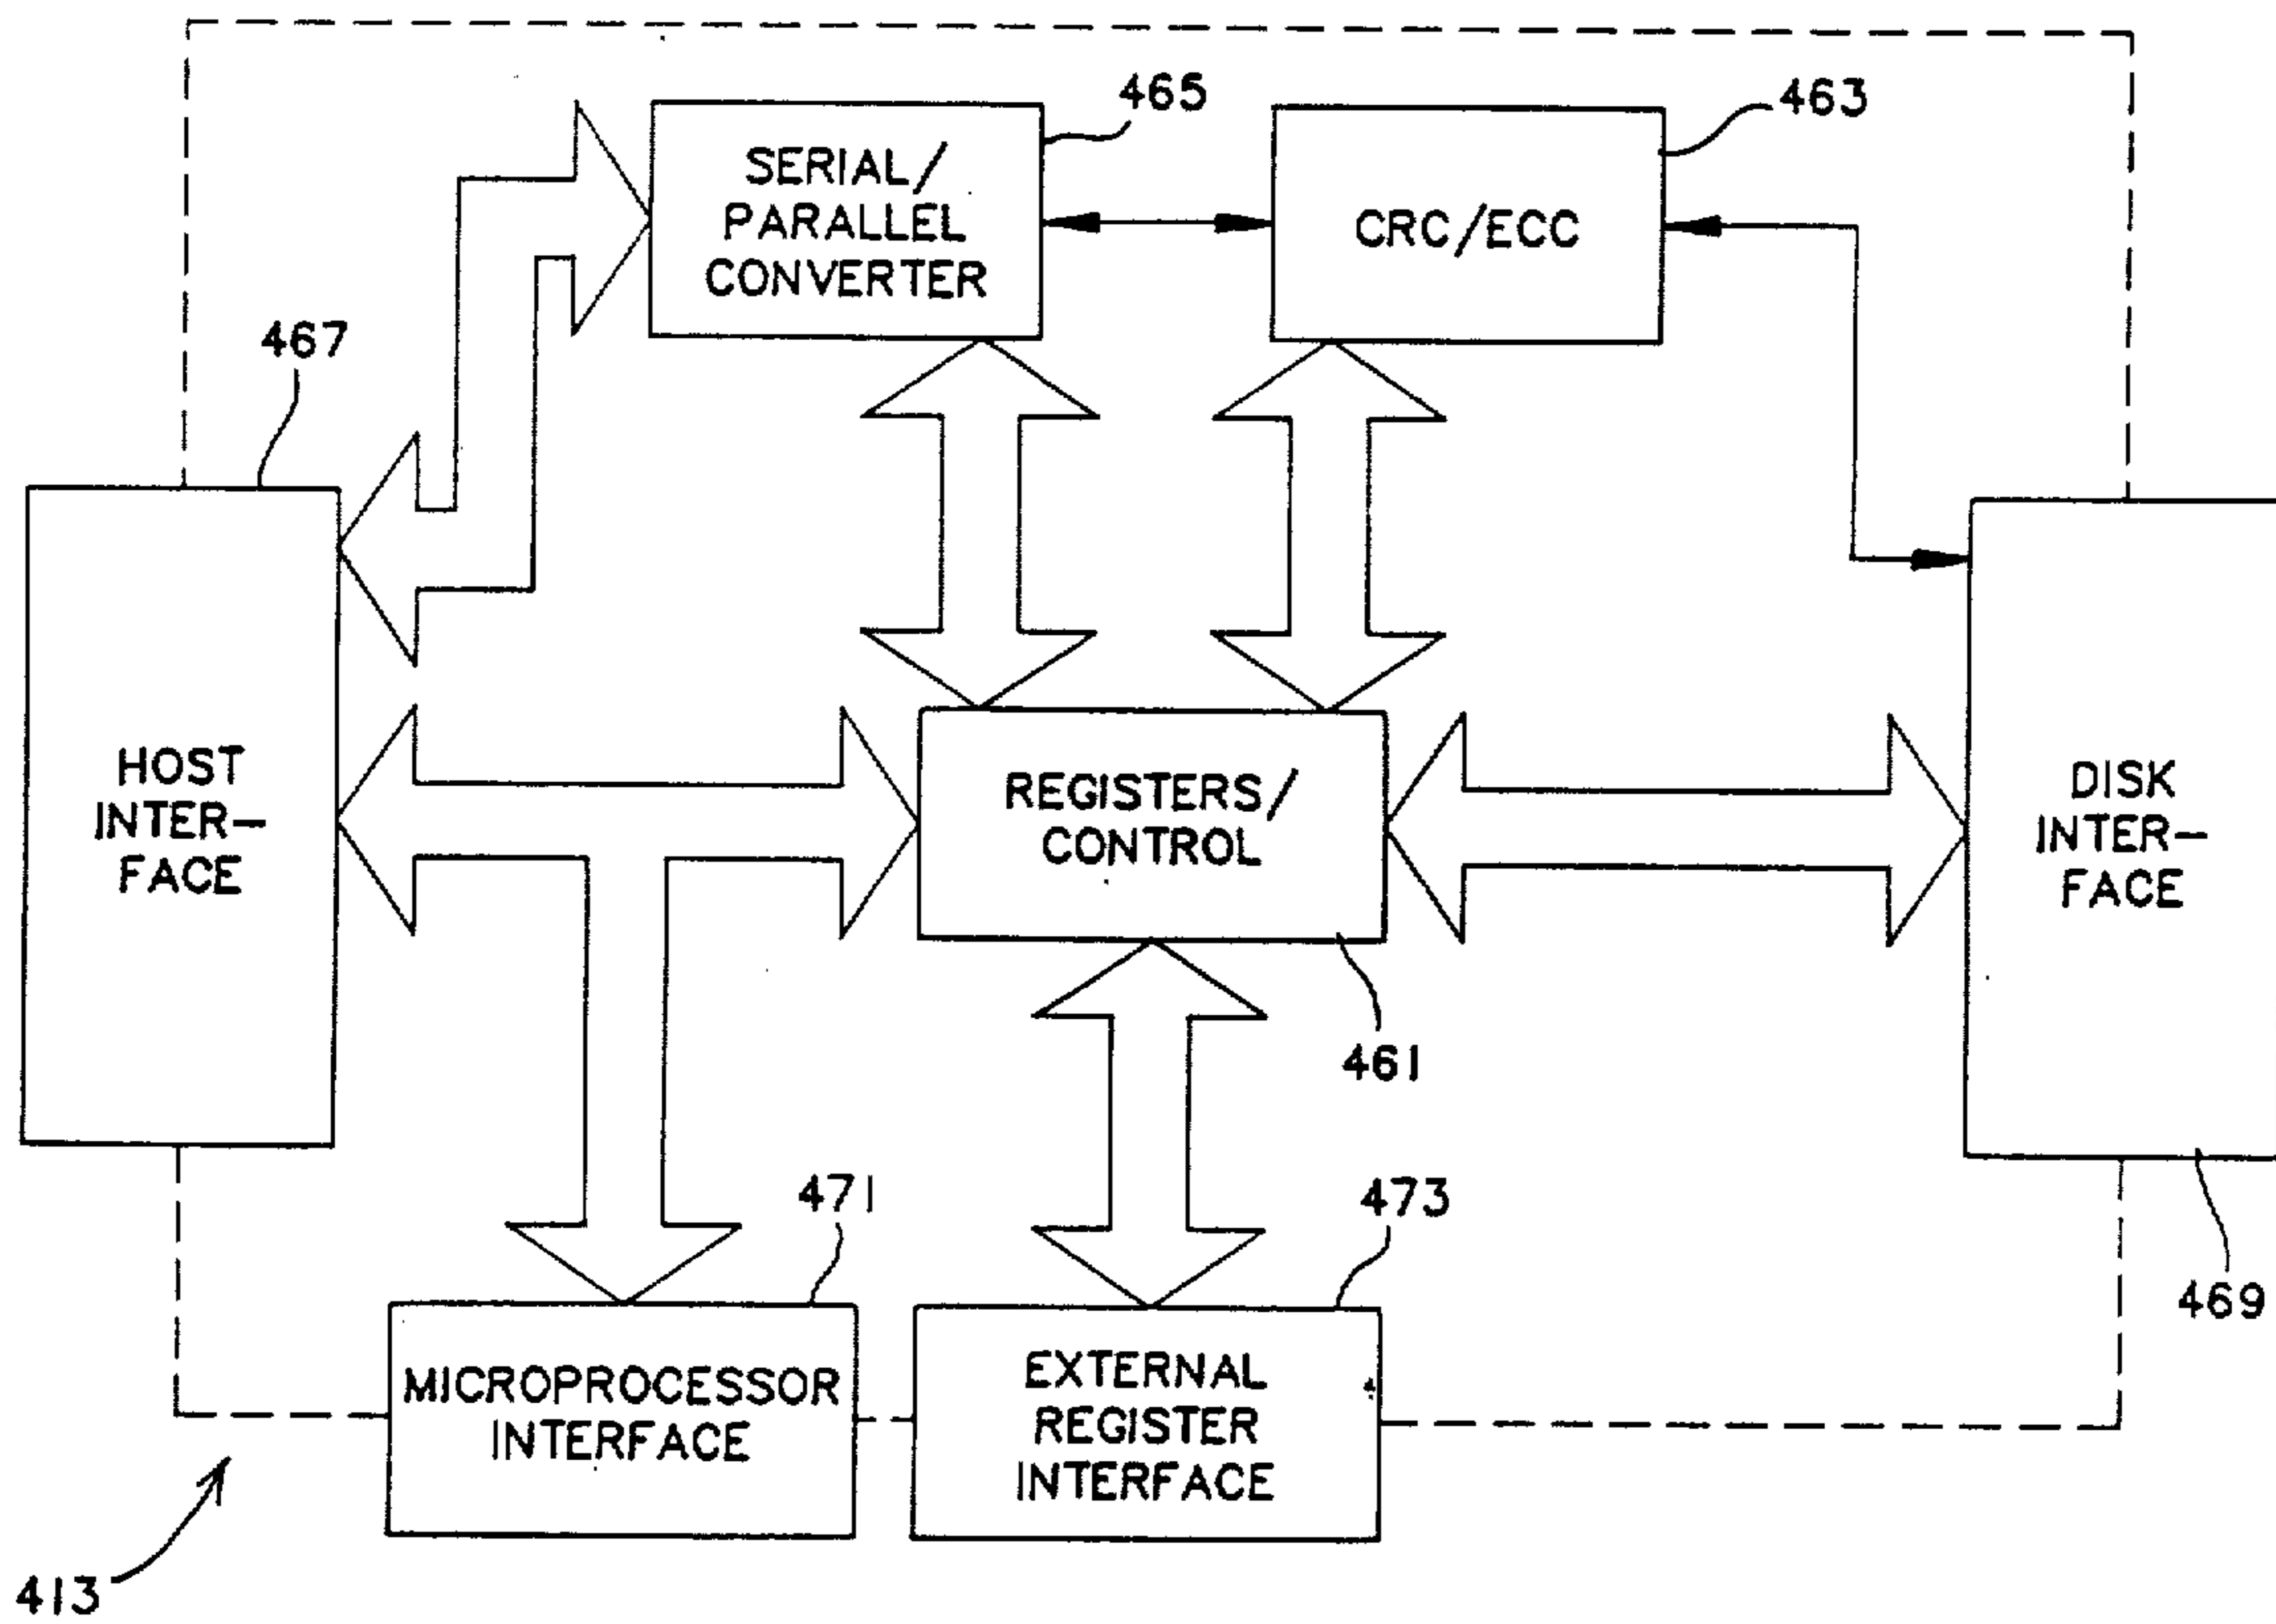 465
463
SERIAL/
PARALLEL
CONVERTER
CRC/ECC
467
HOST
INTER-
FACE
REGISTERS/
CONTROL
DISK
INTER-
FACE
461
471
473
469
MICROPROCESSOR
INTERFACE
EXTERNAL
REGISTER
INTERFACE
413